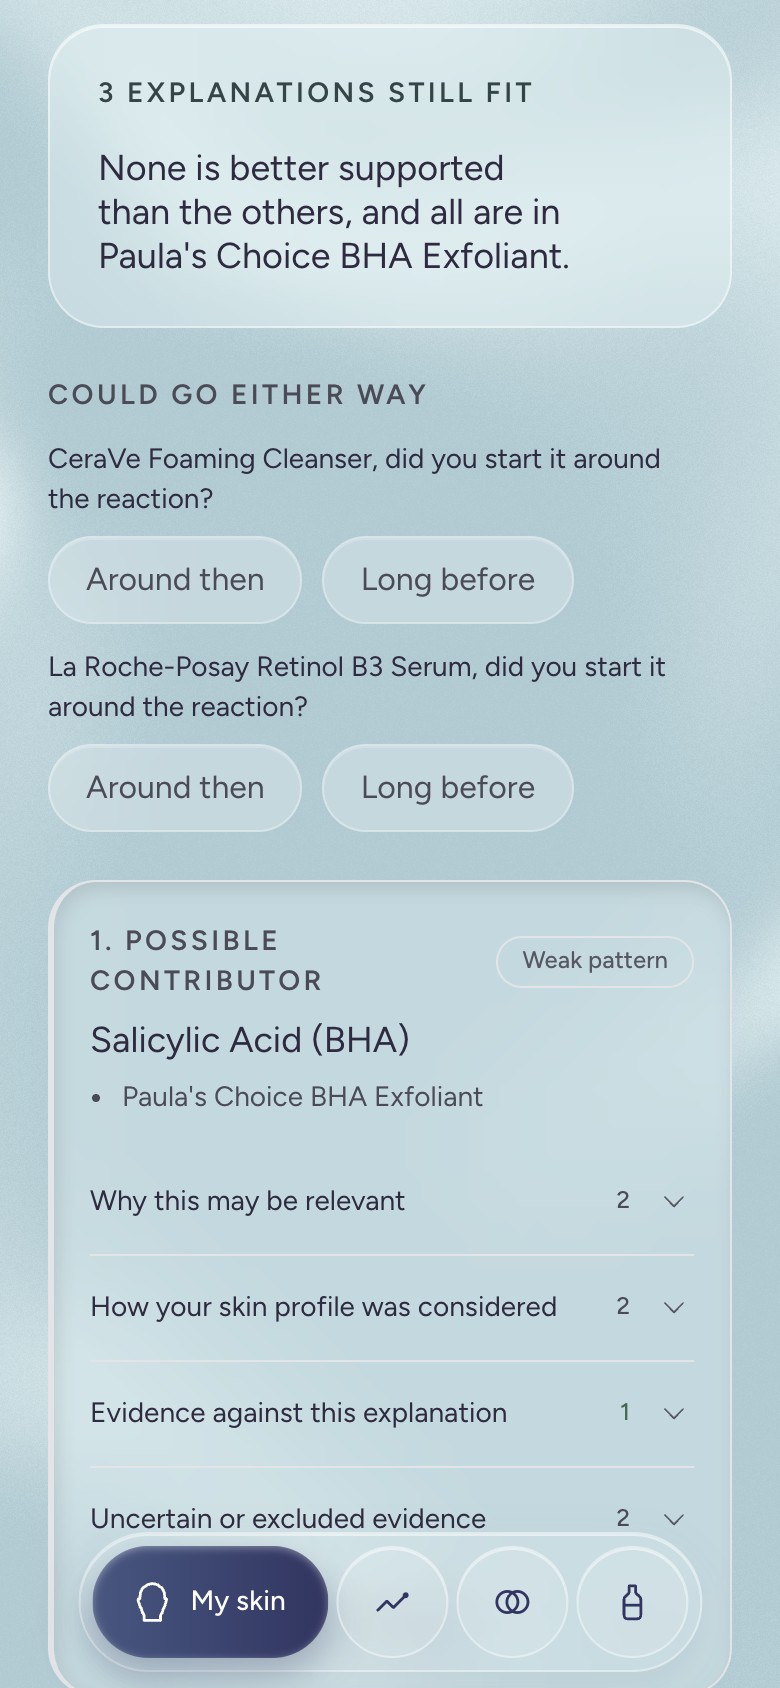 3 EXPLANATIONS STILL FIT
None is better supported
than the others, and all are in
Paula's Choice BHA Exfoliant.
COULD GO EITHER WAY
CeraVe Foaming Cleanser, did you start it around
the reaction?
Around then
Long before
La Roche-Posay Retinol B3 Serum, did you start it
around the reaction?
Around then
Long before
1. POSSIBLE
CONTRIBUTOR
Weak pattern
Salicylic Acid (BHA)
• Paula's Choice BHA Exfoliant
Why this may be relevant 2
How your skin profile was considered 2
Evidence against this explanation 1
Uncertain or excluded evidence 2
My skin